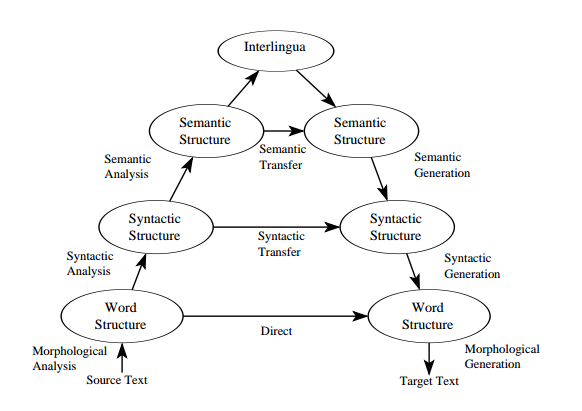 Interlingua
Semantic
Structure
Semantic
Structure
Semantic
Transfer
Semantic
Analysis
Semantic
Generation
Syntactic
Structure
Syntactic
Structure
Syntactic
Transfer
Syntactic
Analysis
Syntactic
Generation
Word
Structure
Word
Structure
Direct
Morphological
Analysis
Morphological
Generation
Source Text
Target Text